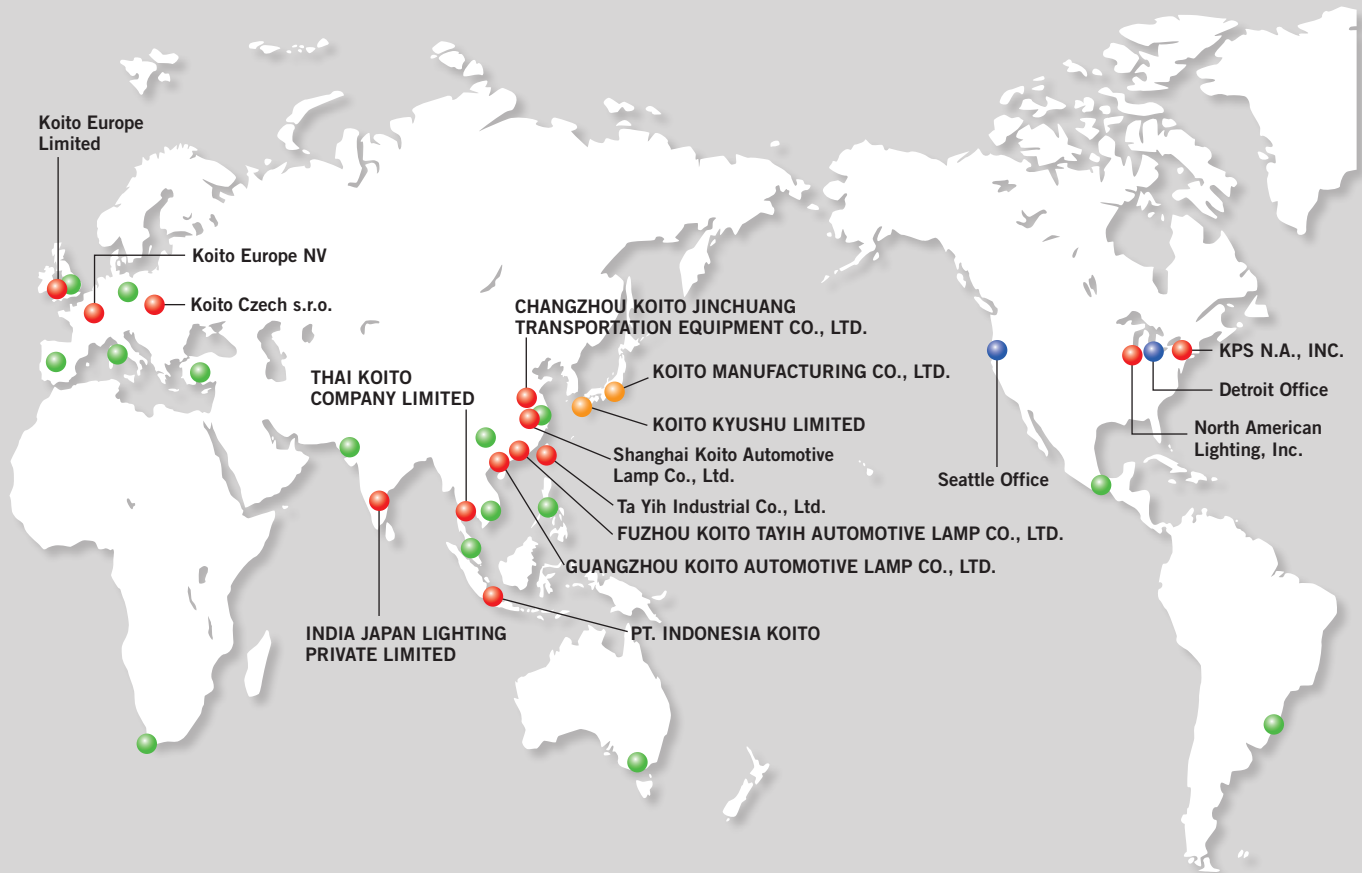 Koito Europe
Limited
Koito Europe NV
Koito Czech s.r.o.
CHANGZHOU KOITO JINCHUANG
TRANSPORTATION EQUIPMENT CO., LTD.
THAI KOITO
COMPANY LIMITED
KOITO MANUFACTURING CO., LTD.
KOITO KYUSHU LIMITED
Shanghai Koito Automotive
Lamp Co., Ltd.
Ta Yih Industrial Co., Ltd.
FUZHOU KOITO TAYIH AUTOMOTIVE LAMP CO., LTD.
GUANGZHOU KOITO AUTOMOTIVE LAMP CO., LTD.
INDIA JAPAN LIGHTING
PRIVATE LIMITED
PT. INDONESIA KOITO
KPS N.A., INC.
Detroit Office
North American
Lighting, Inc.
Seattle Office